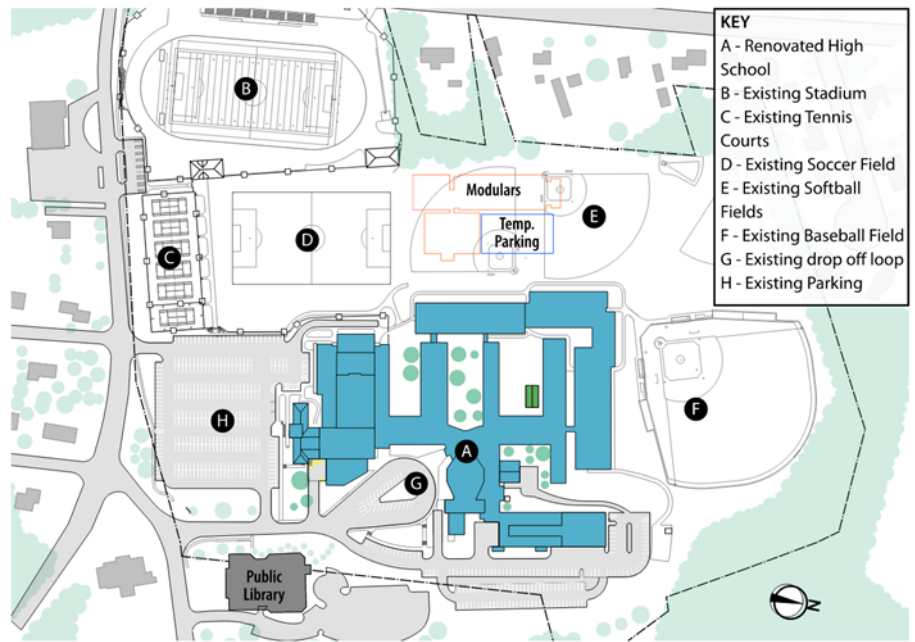 KEY
A - Renovated High
School
B - Existing Stadium
C - Existing Tennis
Courts
D - Existing Soccer Field
E - Existing Softball
Fields
F - Existing Baseball Field
G - Existing drop off loop
H - Existing Parking
B
Modulars
E
Temp.
Parking
D
C
F
H
A
G
Public
Library
N